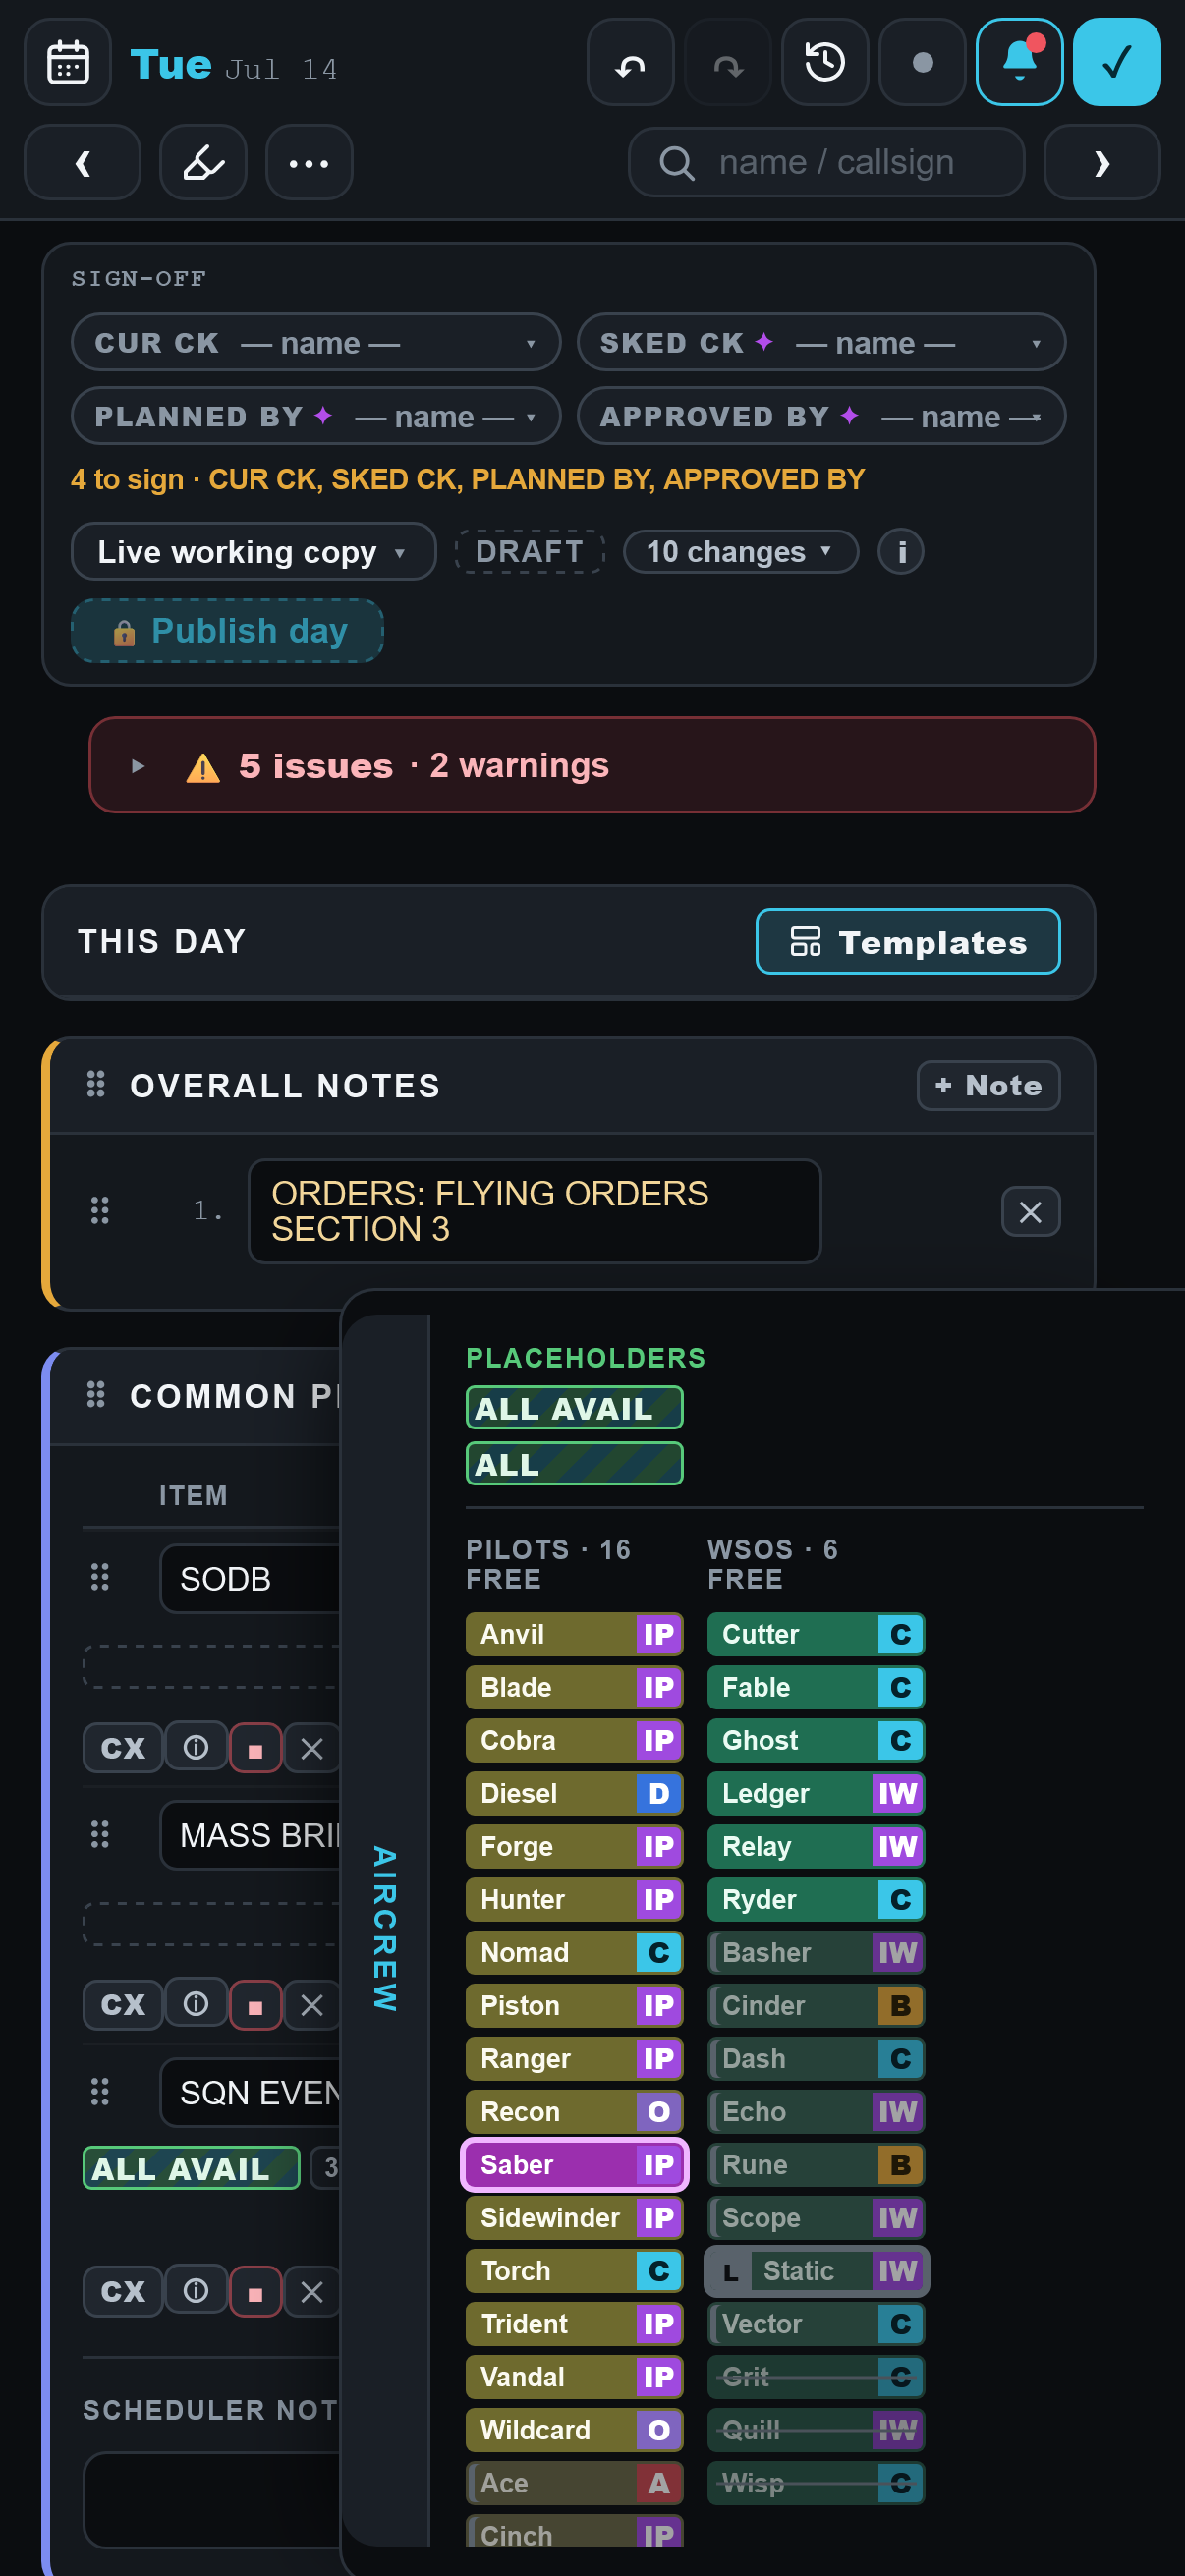 Tue Jul 14
name / callsign
SIGN-OFF
CUR CK — name —
SKED CK — name —
PLANNED BY — name —
APPROVED BY — name —
4 to sign · CUR CK, SKED CK, PLANNED BY, APPROVED BY
Live working copy DRAFT 10 changes i
Publish day
5 issues · 2 warnings
THIS DAY Templates
OVERALL NOTES + Note
1. ORDERS: FLYING ORDERS
SECTION 3
COMMON
ITEM
SODB
CX
MASS
CX
SQN
ALL AVAIL 3
CX
SCHEDULER
AIRCREW
PLACEHOLDERS
ALL AVAIL
ALL
PILOTS · 16
FREE
Anvil IP
Blade IP
Cobra IP
Diesel D
Forge IP
Hunter IP
Nomad C
Piston IP
Ranger IP
Recon O
Saber IP
Sidewinder IP
Torch C
Trident IP
Vandal IP
Wildcard O
Ace A
Cinch IP
WSOS · 6
FREE
Cutter C
Fable C
Ghost C
Ledger IW
Relay IW
Ryder C
Basher IW
Cinder B
Dash C
Echo IW
Rune B
Scope IW
L Static IW
Vector C
Grit C
Quill IW
Wisp C